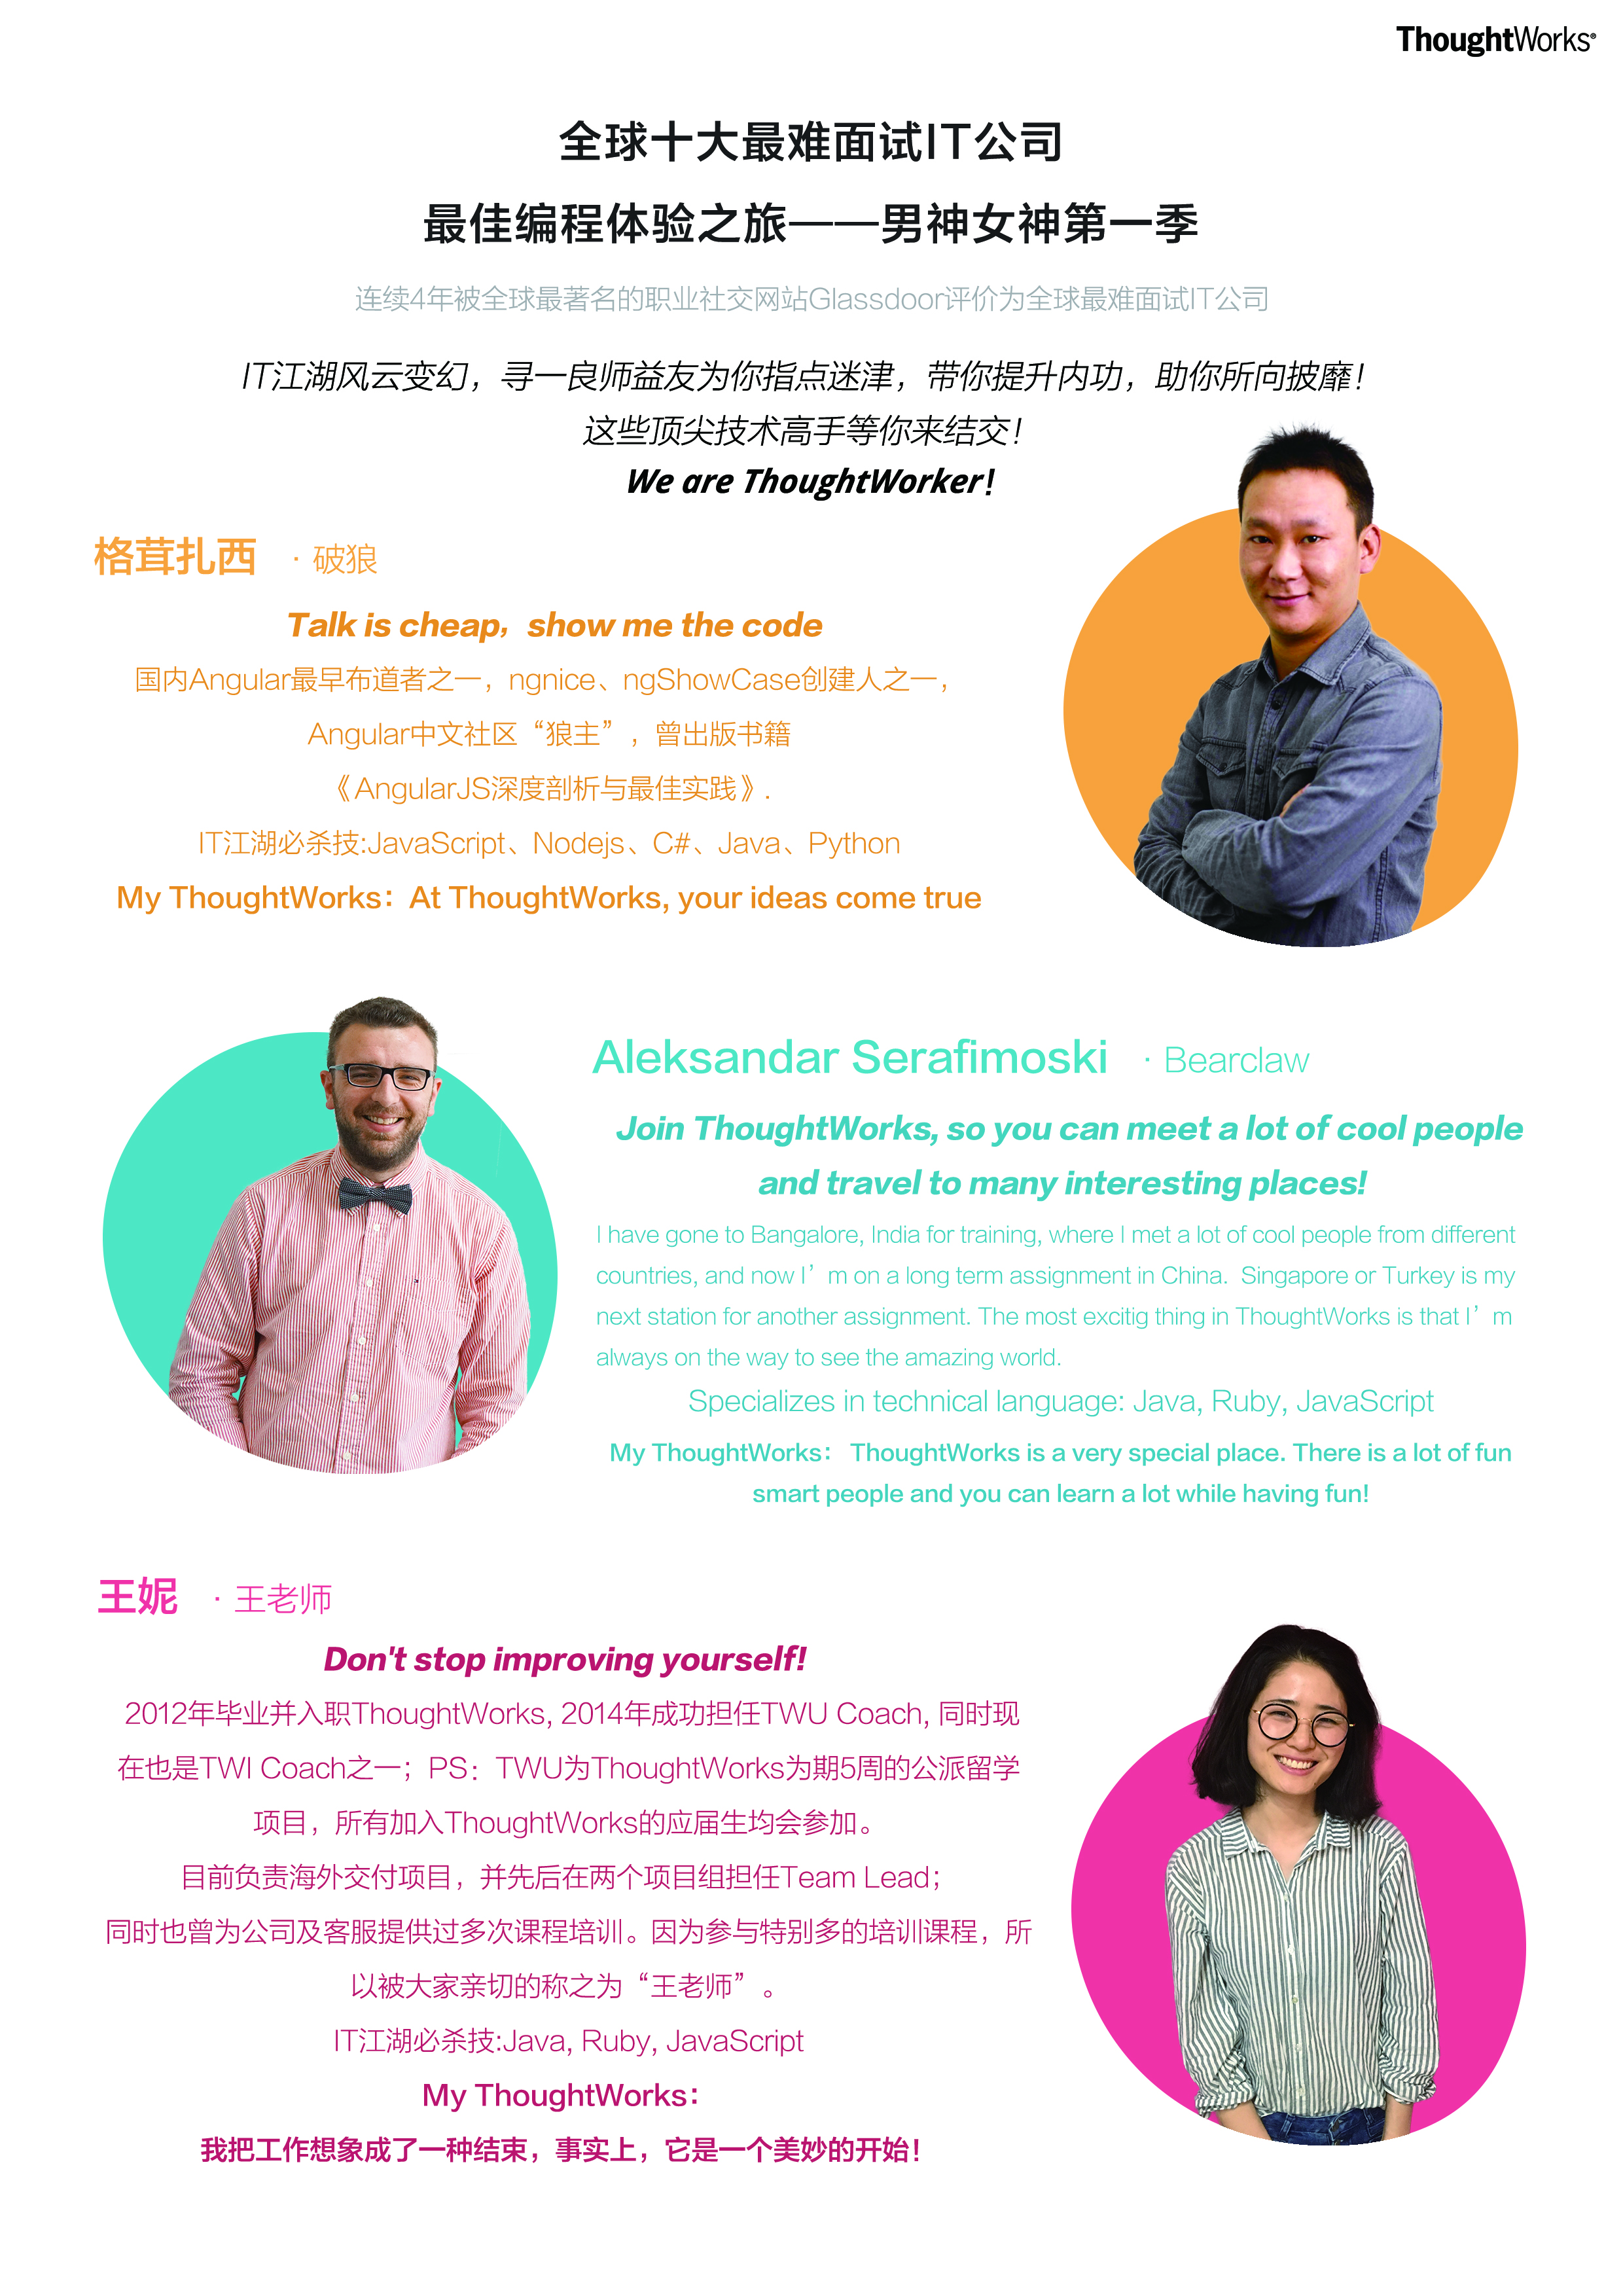 ThoughtWorks®
全球十大最难面试IT公司
最佳编程体验之旅——男神女神第一季
连续4年被全球最著名的职业社交网站Glassdoor评价为全球最难面试IT公司
IT江湖风云变幻，寻一良师益友为你指点迷津，带你提升内功，助你所向披靡！
这些顶尖技术高手等你来结交！
We are ThoughtWorker！
格茸扎西 · 破狼
Talk is cheap，show me the code
国内Angular最早布道者之一，ngnice、ngShowCase创建人之一，
Angular中文社区“狼主”，曾出版书籍
《AngularJS深度剖析与最佳实践》.
IT江湖必杀技:JavaScript、Nodejs、C#、Java、Python
My ThoughtWorks：At ThoughtWorks, your ideas come true
Aleksandar Serafimoski · Bearclaw
Join ThoughtWorks, so you can meet a lot of cool people
and travel to many interesting places!
I have gone to Bangalore, India for training, where I met a lot of cool people from different
countries, and now I’m on a long term assignment in China. Singapore or Turkey is my
next station for another assignment. The most excitig thing in ThoughtWorks is that I’m
always on the way to see the amazing world.
Specializes in technical language: Java, Ruby, JavaScript
My ThoughtWorks： ThoughtWorks is a very special place. There is a lot of fun
smart people and you can learn a lot while having fun!
王妮 · 王老师
Don't stop improving yourself!
2012年毕业并入职ThoughtWorks, 2014年成功担任TWU Coach, 同时现
在也是TWI Coach之一；PS：TWU为ThoughtWorks为期5周的公派留学
项目，所有加入ThoughtWorks的应届生均会参加。
目前负责海外交付项目，并先后在两个项目组担任Team Lead；
同时也曾为公司及客服提供过多次课程培训。因为参与特别多的培训课程，所
以被大家亲切的称之为“王老师”。
IT江湖必杀技:Java, Ruby, JavaScript
My ThoughtWorks：
我把工作想象成了一种结束，事实上，它是一个美妙的开始！